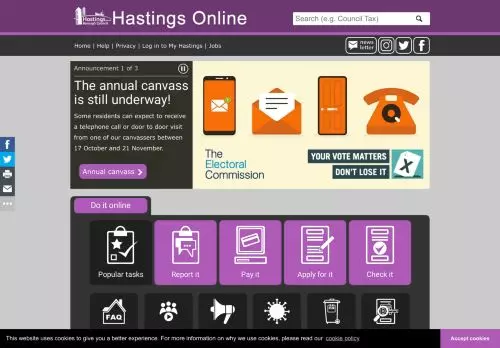 Hastings
Borough Council
Hastings Online
Search (e.g. Council Tax)
Home | Help | Privacy | Log in to My Hastings | Jobs
news
letter
Announcement 1 of 3
The annual canvass
is still underway!
Some residents can expect to
receive a telephone call or door to door visit
from one of our canvassers between
17 October and 21 November.
Annual canvass
The
Electoral
Commission
YOUR VOTE MATTERS
DON'T LOSE IT
Do it online
Popular tasks
Report it
Pay it
Apply for it
Check it
FAQ
This website uses cookies to give you a better experience. For more information on why we use cookies, please read our cookie policy
Accept cookies